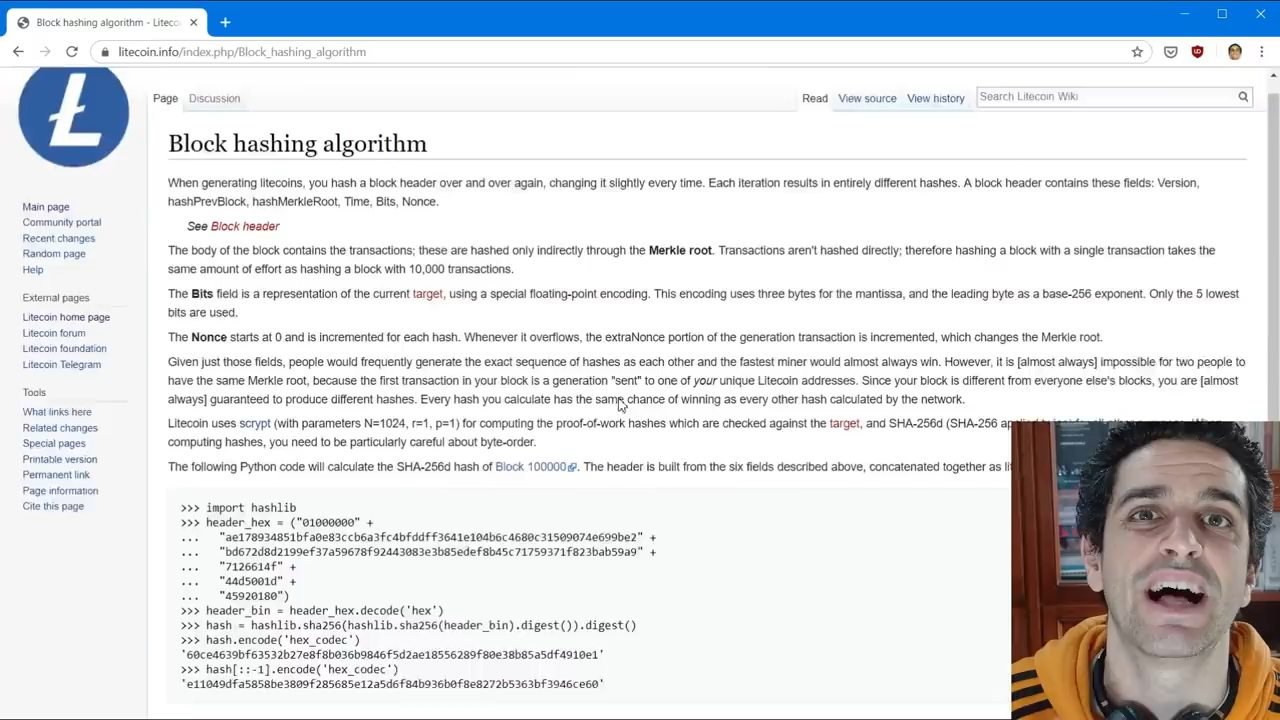 Block hashing algorithm - Liteco
litecoin.info/index.php/Block_hashing_algorithm
Page Discussion Read View source View history Search Litecoin Wiki
Block hashing algorithm
When generating litecoins, you hash a block header over and over again, changing it slightly every time. Each iteration results in entirely different hashes. A block header contains these fields: Version,
hashPrevBlock, hashMerkleRoot, Time, Bits, Nonce.
See Block header
The body of the block contains the transactions; these are hashed only indirectly through the Merkle root. Transactions aren't hashed directly; therefore hashing a block with a single transaction takes the
same amount of effort as hashing a block with 10,000 transactions.
The Bits field is a representation of the current target, using a special floating-point encoding. This encoding uses three bytes for the mantissa, and the leading byte as a base-256 exponent. Only the 5 lowest
bits are used.
The Nonce starts at 0 and is incremented for each hash. Whenever it overflows, the extraNonce portion of the generation transaction is incremented, which changes the Merkle root.
Given just those fields, people would frequently generate the exact sequence of hashes as each other and the fastest miner would almost always win. However, it is [almost always] impossible for two people to
have the same Merkle root, because the first transaction in your block is a generation "sent" to one of your unique Litecoin addresses. Since your block is different from everyone else's blocks, you are [almost
always] guaranteed to produce different hashes. Every hash you calculate has the same chance of winning as every other hash calculated by the network.
Litecoin uses scrypt (with parameters N=1024, r=1, p=1) for computing the proof-of-work hashes which are checked against the target, and SHA-256d (SHA-256
computing hashes, you need to be particularly careful about byte-order.
The following Python code will calculate the SHA-256d hash of Block 100000. The header is built from the six fields described above, concatenated together as
>>> import hashlib
>>> header_hex = ("01000000" +
... "ae178934851bfa0e83ccb6a3fc4bfddff3641e104b6c4680c31509074e699be2" +
... "bd672d8d2199ef37a59678f92443083e3b85edef8b45c71759371f823bab59a9" +
... "7126614f" +
... "44d5001d" +
... "45920180")
>>> header_bin = header_hex.decode('hex')
>>> hash = hashlib.sha256(hashlib.sha256(header_bin).digest()).digest()
>>> hash.encode('hex_codec')
'60ce4639bf63532b27e8f8b036b9846f5d2ae18556289f80e38b85a5df4910e1'
>>> hash[::-1].encode('hex_codec')
'e11049dfa5858be3809f285685e12a5d6f84b936b0f8e8272b5363bf3946ce60'
Main page
Community portal
Recent changes
Random page
Help
External pages
Litecoin home page
Litecoin forum
Litecoin foundation
Litecoin Telegram
Tools
What links here
Related changes
Special pages
Printable version
Permanent link
Page information
Cite this page